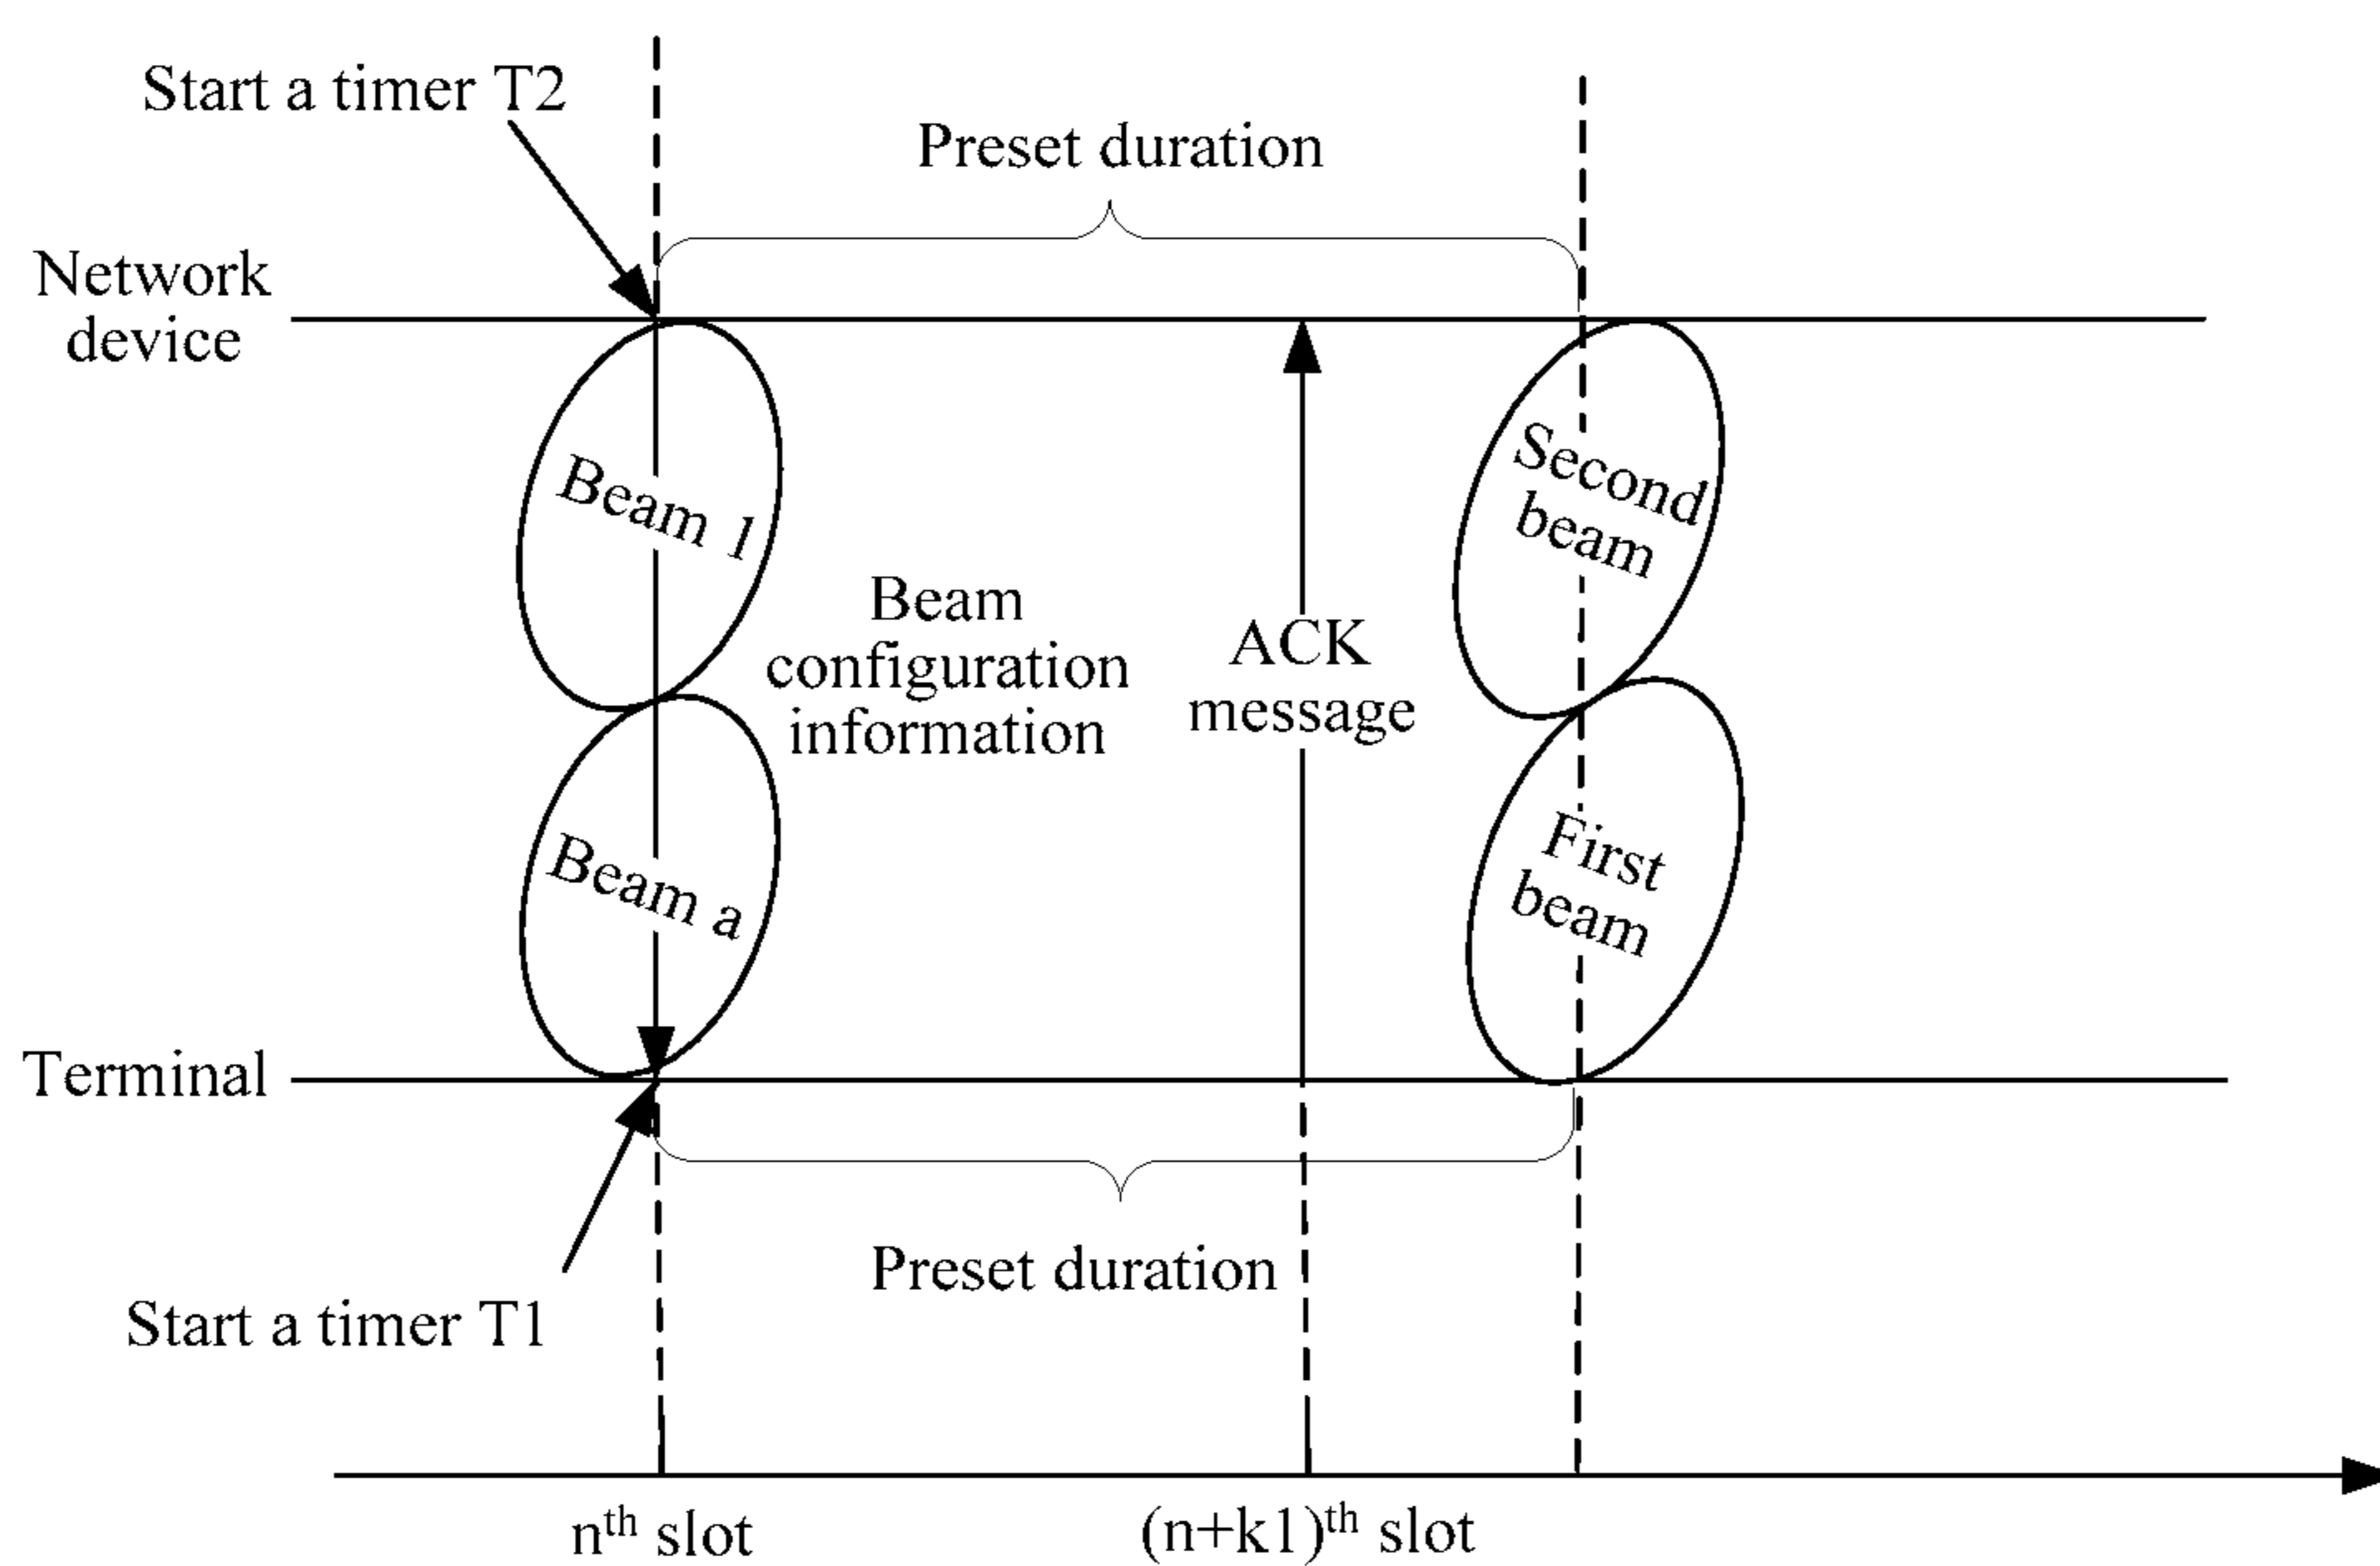 Start a timer T2
Preset duration
Network
device
Beam 1
Second
beam
Beam
configuration
information
ACK
message
Beam a
First
beam
Terminal
Preset duration
Start a timer T1
nth slot
(n+k1)th slot